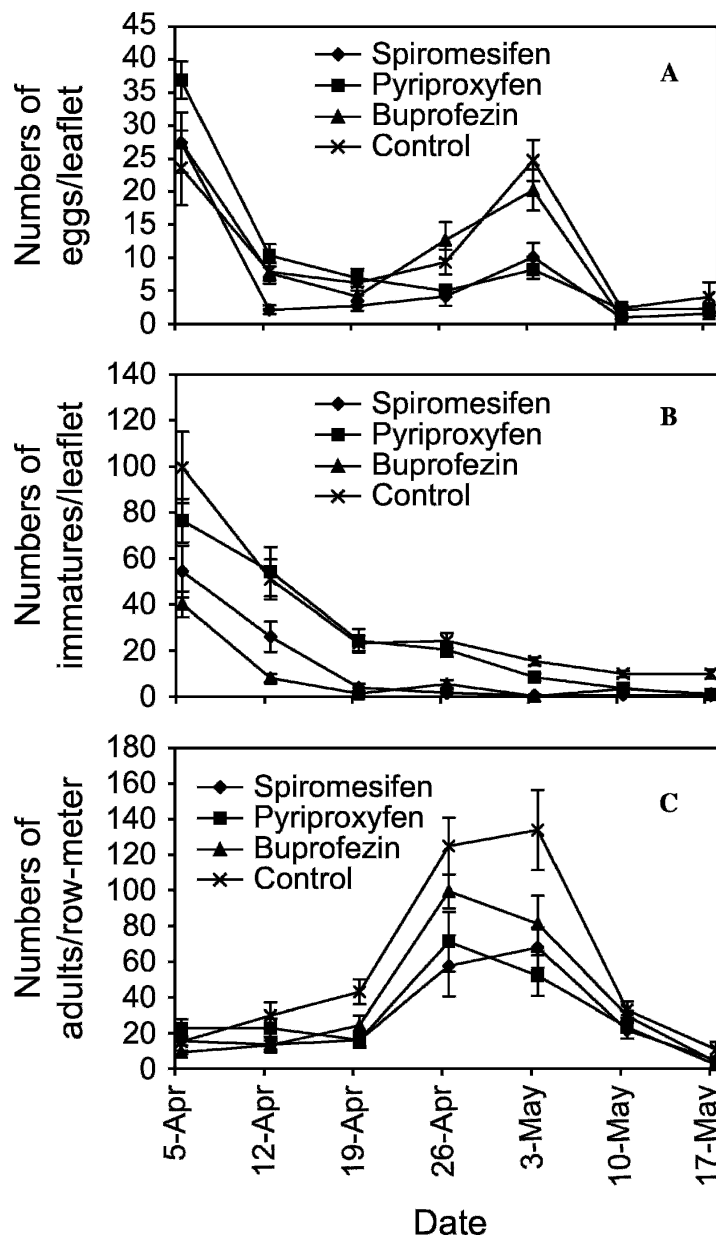 45
40
35
30
25
20
15
10
5
0
Numbers of
eggs/leaflet
Spiromesifen
Pyriproxyfen
Buprofezin
Control
A
140
120
100
80
60
40
20
0
Numbers of
immatures/leaflet
Spiromesifen
Pyriproxyfen
Buprofezin
Control
B
180
160
140
120
100
80
60
40
20
0
Numbers of
adults/row-meter
Spiromesifen
Pyriproxyfen
Buprofezin
Control
C
5-Apr
12-Apr
19-Apr
26-Apr
3-May
10-May
17-May
Date